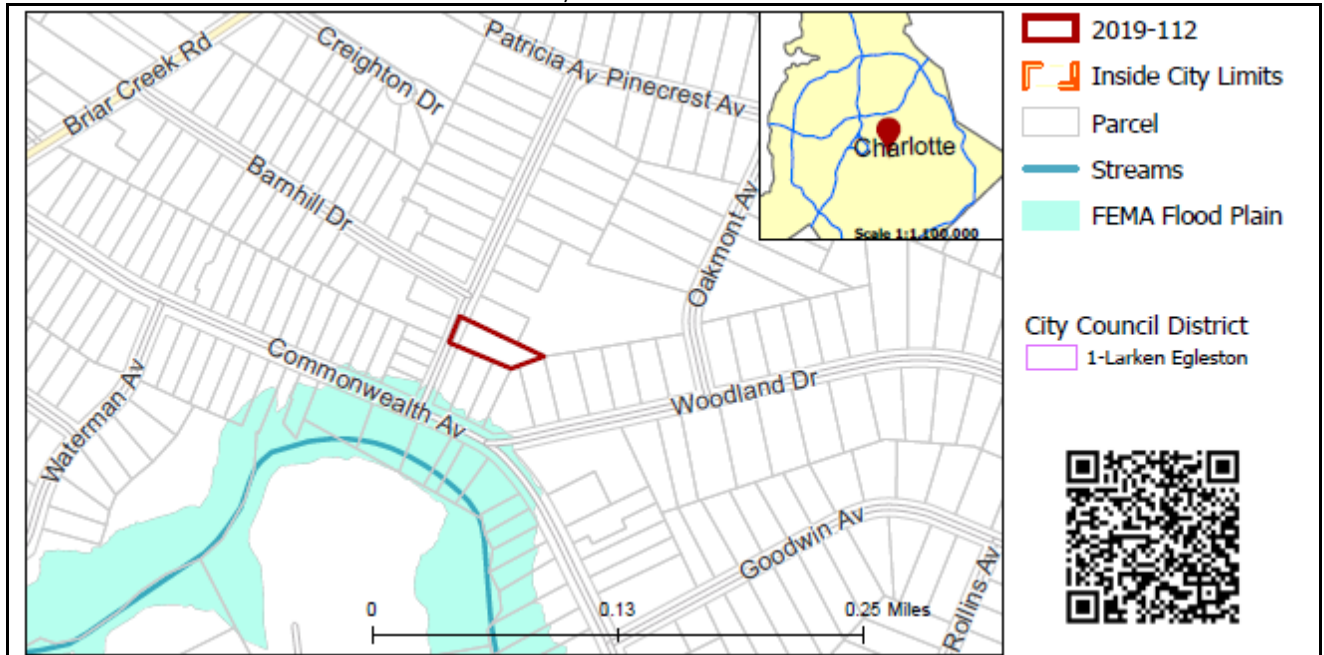 Briar Creek Rd
Creighton Dr
Patricia Av
Pinecrest Av
Barnhill Dr
Oakmont Av
Commonwealth Av
Waterman Av
Woodland Dr
Goodwin Av
Rollins Av
0 0.13 0.25 Miles
Charlotte
Scale 1:1,100,000
2019-112
Inside City Limits
Parcel
Streams
FEMA Flood Plain
City Council District
1-Larken Egleston